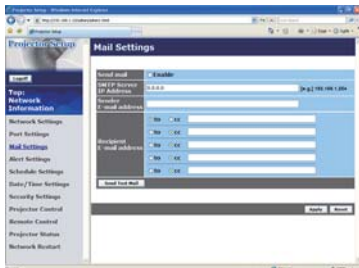 Projector Setup
Mail Settings
Logoff
Top:
Network
Information
Network Settings
Port Settings
Mail Settings
Alert Settings
Schedule Settings
Date/Time Settings
Security Settings
Projector Control
Remote Control
Projector Status
Network Restart
Send mail
Enable
SMTP Server
IP Address
0.0.0.0
Sender
E-mail address
Recipient
E-mail address
to cc
to cc
to cc
to cc
to cc
Send Test Mail
Apply Reset